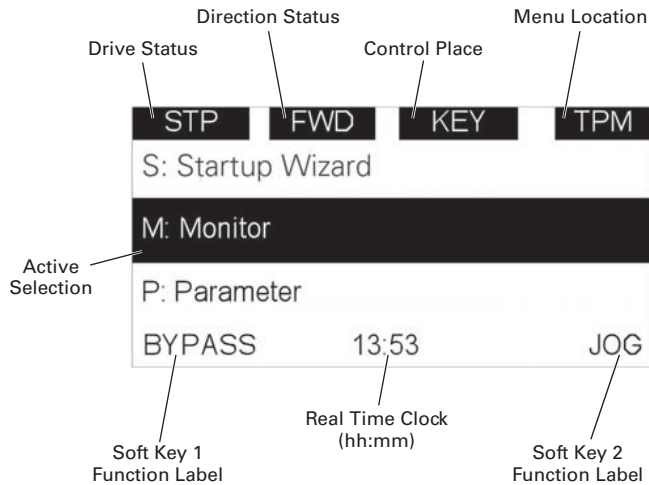 Direction Status
Menu Location
Drive Status
Control Place
STP FWD KEY TPM
S: Startup Wizard
M: Monitor
Active
Selection
P: Parameter
BYPASS 13:53 JOG
Real Time Clock
(hh:mm)
Soft Key 1
Function Label
Soft Key 2
Function Label